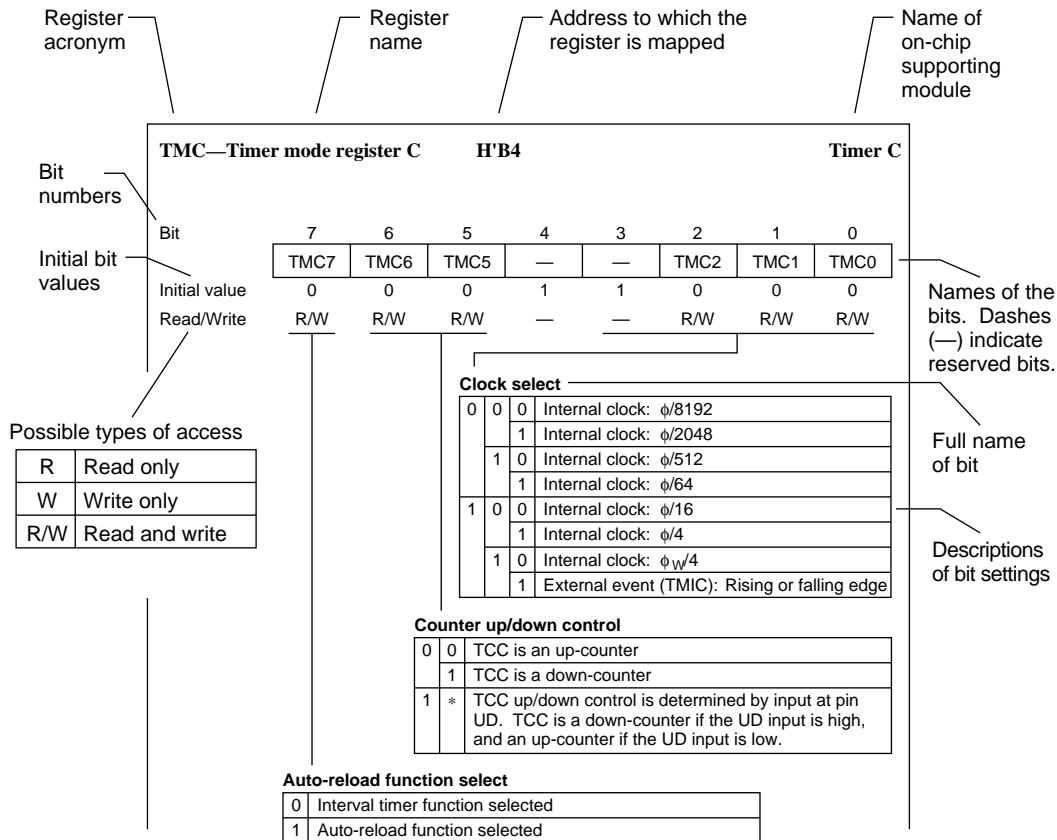 Register acronym
Register name
Address to which the register is mapped
Name of on-chip supporting module
TMC—Timer mode register C H'B4 Timer C
Bit numbers
Bit 7 6 5 4 3 2 1 0
Initial bit values
TMC7 TMC6 TMC5 — — TMC2 TMC1 TMC0
Initial value 0 0 0 1 1 0 0 0
Read/Write R/W R/W R/W — — R/W R/W R/W
Names of the bits. Dashes (—) indicate reserved bits.
Possible types of access
R Read only
W Write only
R/W Read and write
Clock select
0 0 0 Internal clock: ϕ/8192
1 Internal clock: ϕ/2048
1 0 Internal clock: ϕ/512
1 Internal clock: ϕ/64
1 0 0 Internal clock: ϕ/16
1 Internal clock: ϕ/4
1 0 Internal clock: ϕW/4
1 External event (TMIC): Rising or falling edge
Full name of bit
Descriptions of bit settings
Counter up/down control
0 0 TCC is an up-counter
1 TCC is a down-counter
1 * TCC up/down control is determined by input at pin
UD. TCC is a down-counter if the UD input is high,
and an up-counter if the UD input is low.
Auto-reload function select
0 Interval timer function selected
1 Auto-reload function selected